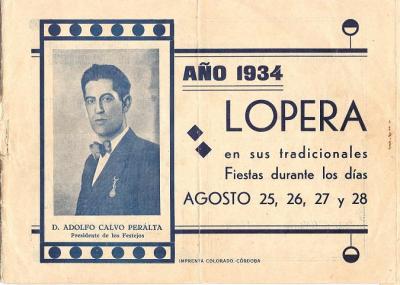 AÑO 1934
LOPERA
en sus tradicionales
Fiestas durante los días
AGOSTO 25, 26, 27 y 28
D. ADOLFO CALVO PERÁLTA
Presidente de los Festejos
IMPRENTA COLORADO.-CÓRDOBA